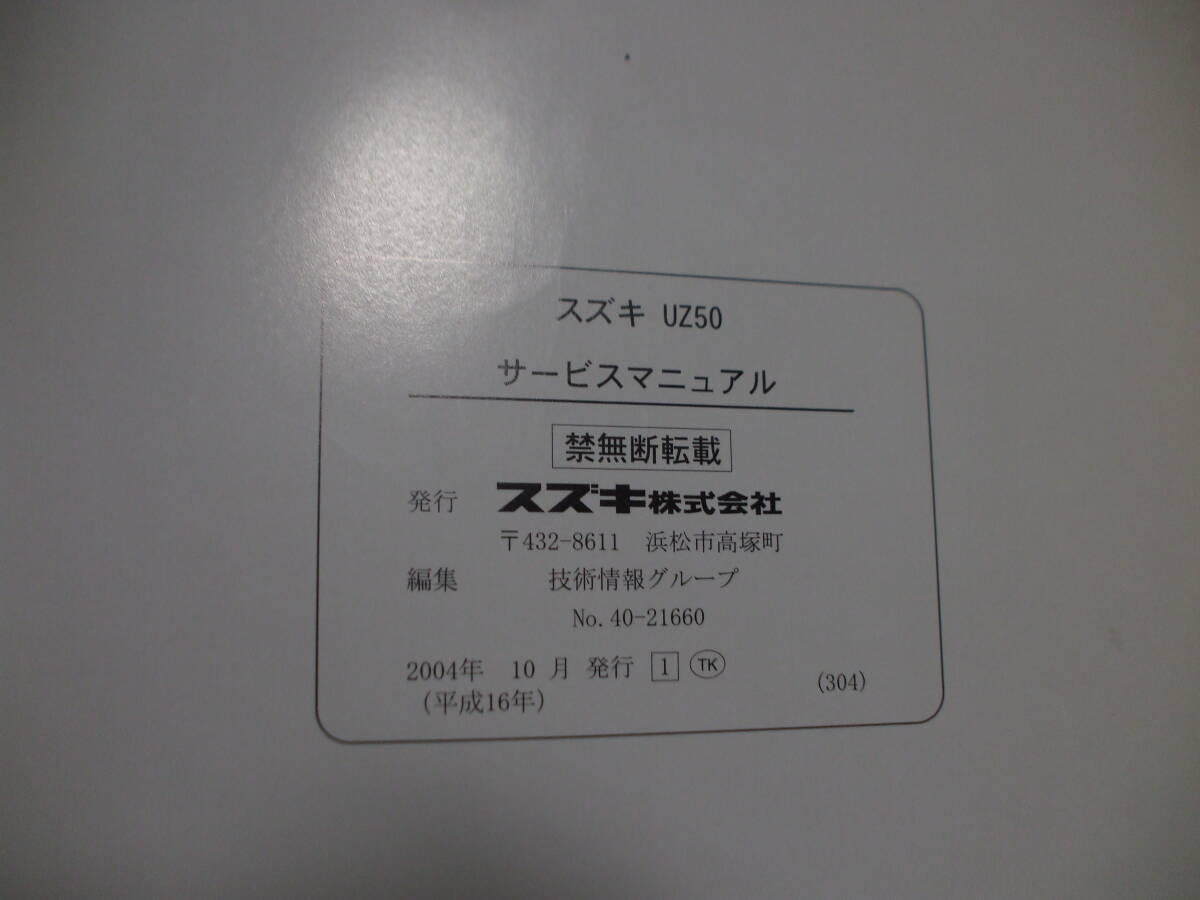 スズキ UZ50
サービスマニュアル
禁無断転載
発行 スズキ株式会社
〒432-8611 浜松市高塚町
編集 技術情報グループ
No.40-21660
2004年 10月 発行 1 TK
(平成16年)
(304)